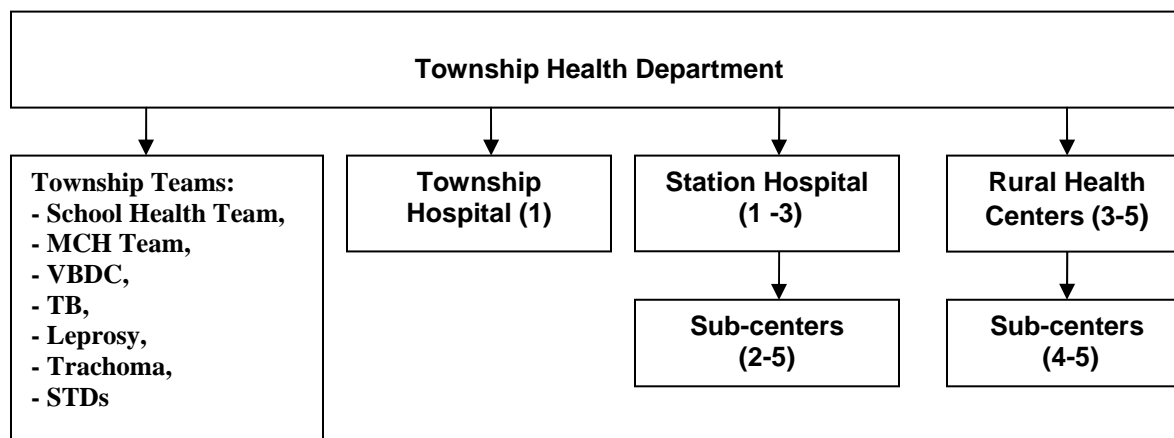 Township Health Department
Township Teams:
- School Health Team,
- MCH Team,
- VBDC,
- TB,
- Leprosy,
- Trachoma,
- STDs
Township
Hospital (1)
Station Hospital
(1 -3)
Rural Health
Centers (3-5)
Sub-centers
(2-5)
Sub-centers
(4-5)